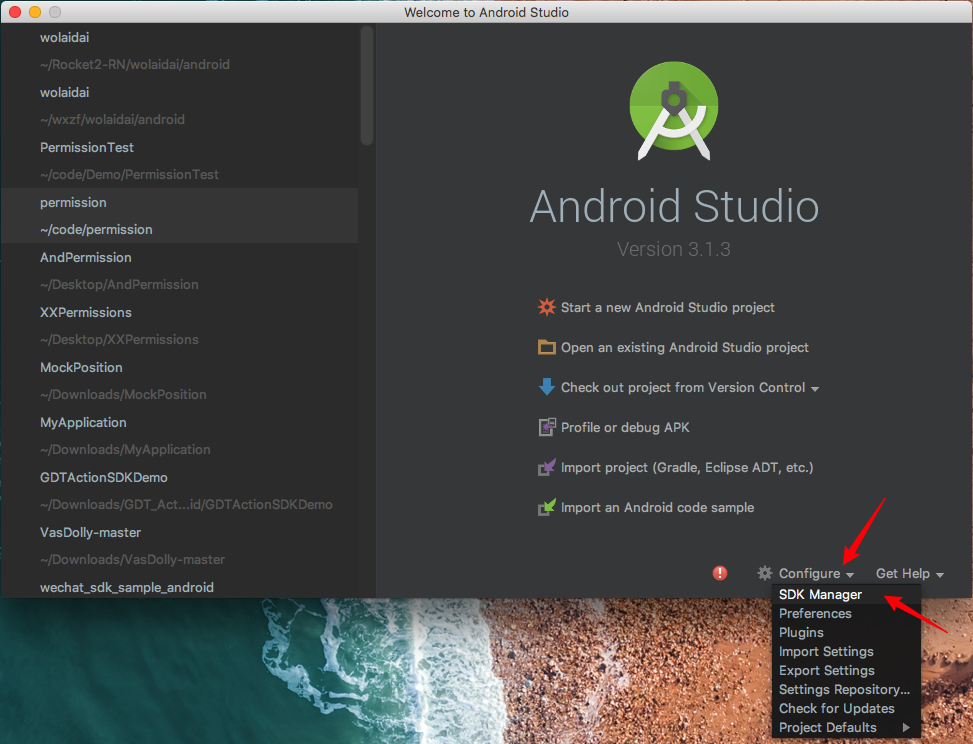 Welcome to Android Studio
wolaidai
~/Rocket2-RN/wolaidai/android
wolaidai
~/wxzf/wolaidai/android
PermissionTest
~/code/Demo/PermissionTest
permission
~/code/permission
AndPermission
~/Desktop/AndPermission
XXPermissions
~/Desktop/XXPermissions
MockPosition
~/Downloads/MockPosition
MyApplication
~/Downloads/MyApplication
GDTActionSDKDemo
~/Downloads/GDT_Act...id/GDTActionSDKDemo
VasDolly-master
~/Downloads/VasDolly-master
wechat_sdk_sample_android
Android Studio
Version 3.1.3
Start a new Android Studio project
Open an existing Android Studio project
Check out project from Version Control
Profile or debug APK
Import project (Gradle, Eclipse ADT, etc.)
Import an Android code sample
Configure
Get Help
SDK Manager
Preferences
Plugins
Import Settings
Export Settings
Settings Repository...
Check for Updates
Project Defaults